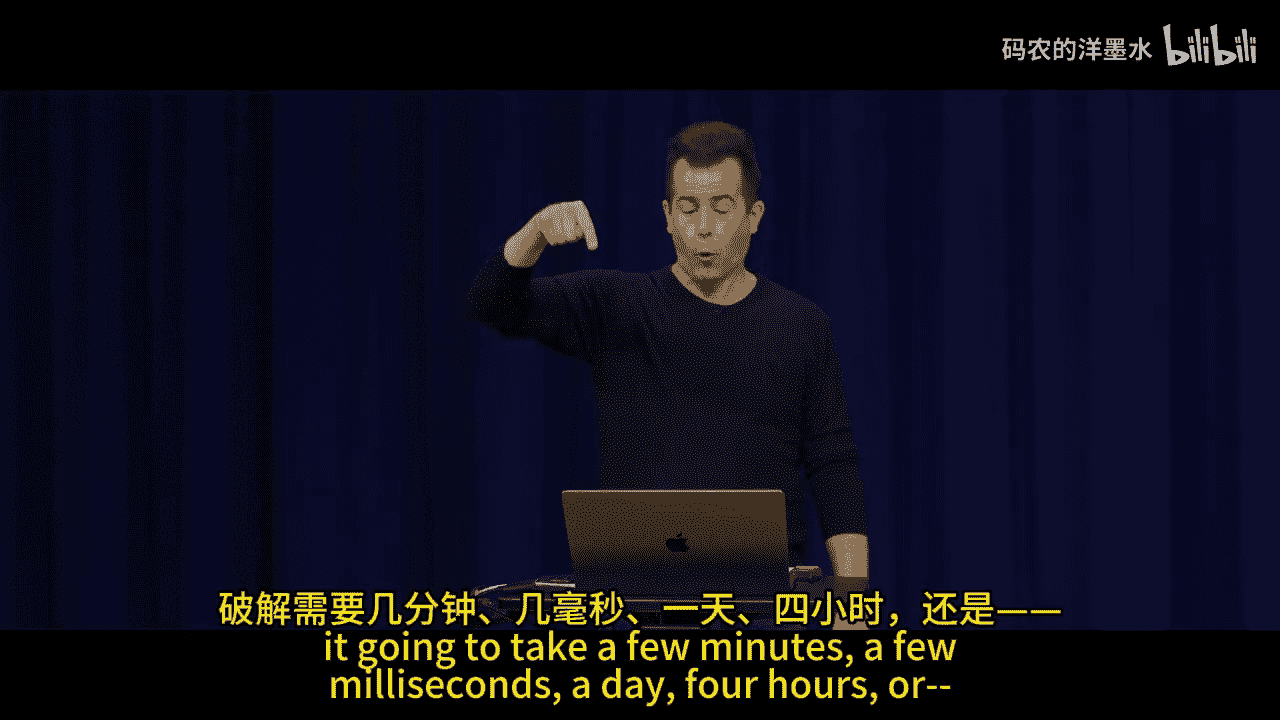 码农的洋墨水 bilibili
破解需要几分钟、几毫秒、一天、四小时，还是——
it going to take a few minutes, a few
milliseconds, a day, four hours, or--